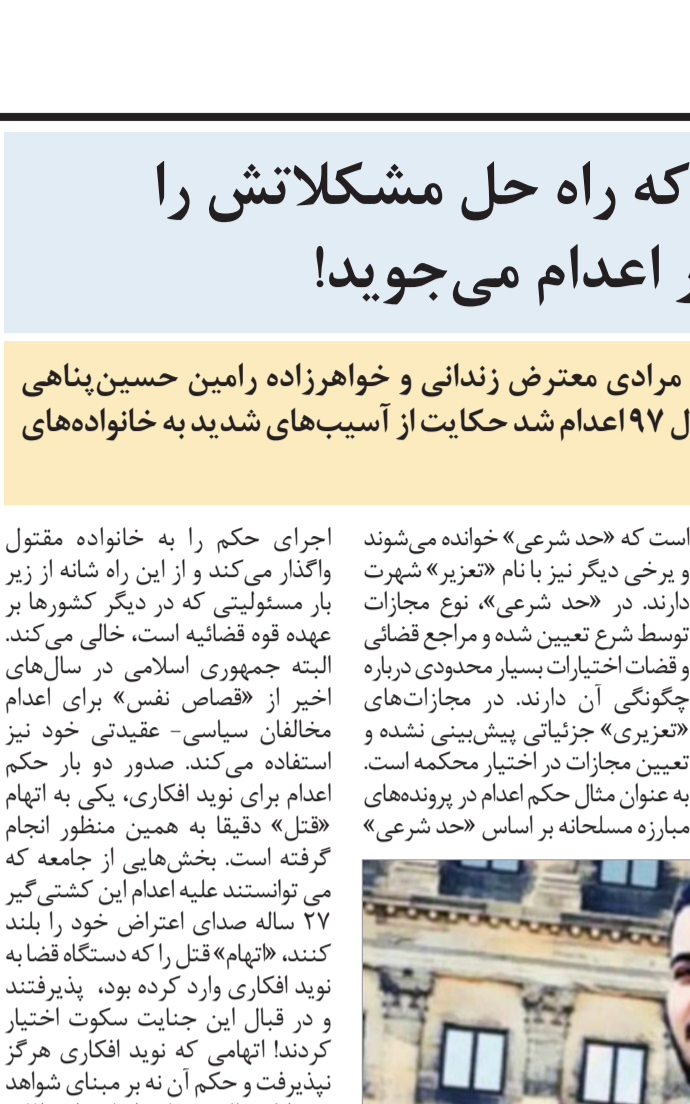 که راه حل مشکلاتش را
اعدام می‌جوید!
مرادی معترض زندانی و خواهرزاده رامین حسین‌پناهی
ل ۹۷ اعدام شد حکایت از آسیب‌های شدید به خانواده‌های
است که «حد شرعی» خوانده می‌شوند
و برخی دیگر نیز با نام «تعزیر» شهرت
دارند. در «حد شرعی»، نوع مجازات
توسط شرع تعیین شده و مراجع قضائی
و قضات اختیارات بسیار محدودی درباره
چگونگی آن دارند. در مجازات‌های
«تعزیری» جزئیاتی پیش‌بینی نشده و
تعیین مجازات در اختیار محکمه است.
به عنوان مثال حکم اعدام در پرونده‌های
مبارزه مسلحانه بر اساس «حد شرعی»
اجرای حکم را به خانواده مقتول
واگذار می‌کند و از این راه شانه از زیر
بار مسئولیتی که در دیگر کشورها بر
عهده قوه قضائیه است، خالی می‌کند.
البته جمهوری اسلامی در سال‌های
اخیر از «قصاص نفس» برای اعدام
مخالفان سیاسی- عقیدتی خود نیز
استفاده می‌کند. صدور دو بار حکم
اعدام برای نوید افکاری، یکی به اتهام
«قتل» دقیقا به همین منظور انجام
گرفته است. بخش‌هایی از جامعه که
می توانستند علیه اعدام این کشتی‌گیر
۲۷ ساله صدای اعتراض خود را بلند
کنند، «اتهام» قتل را که دستگاه قضا به
نوید افکاری وارد کرده بود، پذیرفتند
و در قبال این جنایت سکوت اختیار
کردند! اتهامی که نوید افکاری هرگز
نپذیرفت و حکم آن نه بر مبنای شواهد